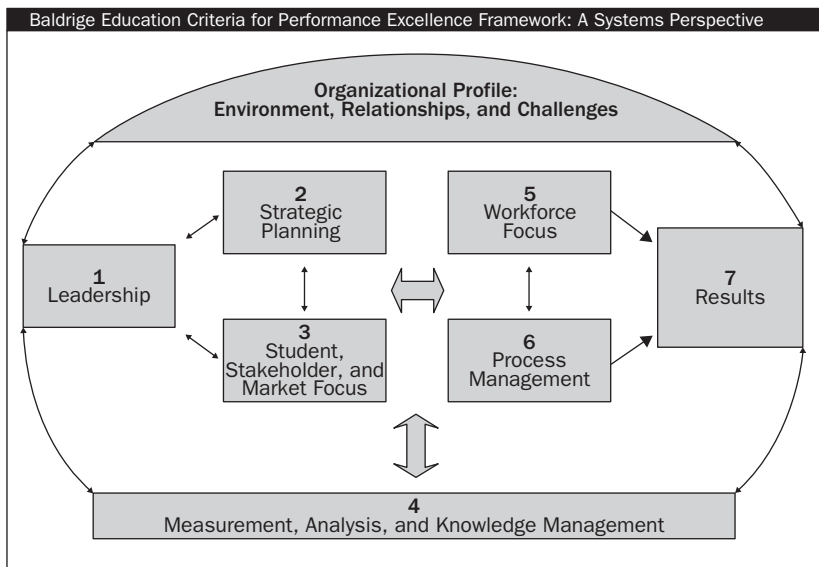 Baldrige Education Criteria for Performance Excellence Framework: A Systems Perspective
Organizational Profile:
Environment, Relationships, and Challenges
2
Strategic
Planning
5
Workforce
Focus
1
Leadership
7
Results
3
Student,
Stakeholder, and
Market Focus
6
Process
Management
4
Measurement, Analysis, and Knowledge Management